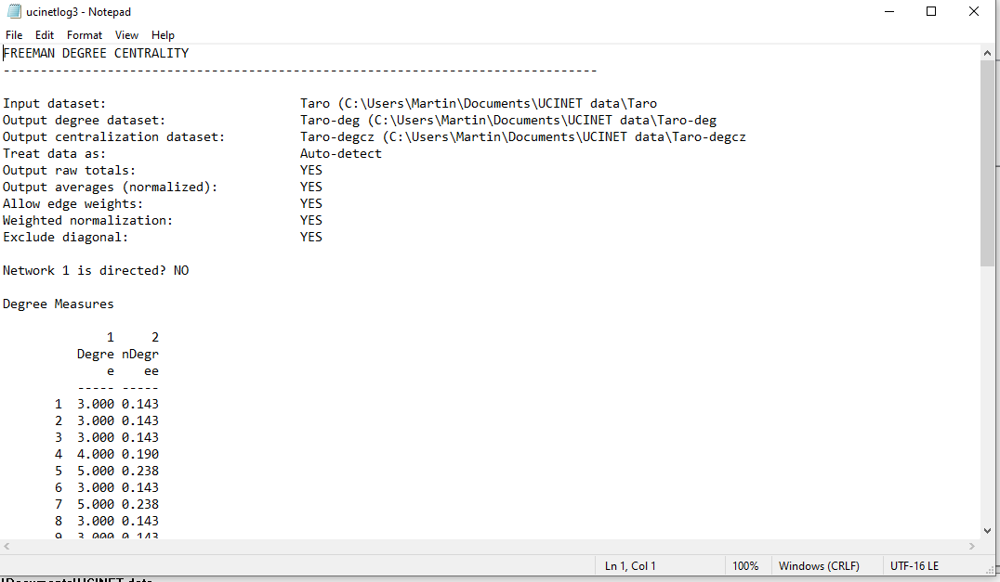 ucinetlog3 - Notepad
File Edit Format View Help
FREEMAN DEGREE CENTRALITY
--------------------------------------------------------------------------------
Input dataset: Taro (C:\Users\Martin\Documents\UCINET data\Taro
Output degree dataset: Taro-deg (C:\Users\Martin\Documents\UCINET data\Taro-deg
Output centralization dataset: Taro-degcz (C:\Users\Martin\Documents\UCINET data\Taro-degcz
Treat data as: Auto-detect
Output raw totals: YES
Output averages (normalized): YES
Allow edge weights: YES
Weighted normalization: YES
Exclude diagonal: YES
Network 1 is directed? NO
Degree Measures
1 2
Degre nDegr
e ee
----- -----
1 3.000 0.143
2 3.000 0.143
3 3.000 0.143
4 4.000 0.190
5 5.000 0.238
6 3.000 0.143
7 5.000 0.238
8 3.000 0.143
9 3.000 0.143
Ln 1, Col 1 100% Windows (CRLF) UTF-16 LE
\Documents\UCINET data